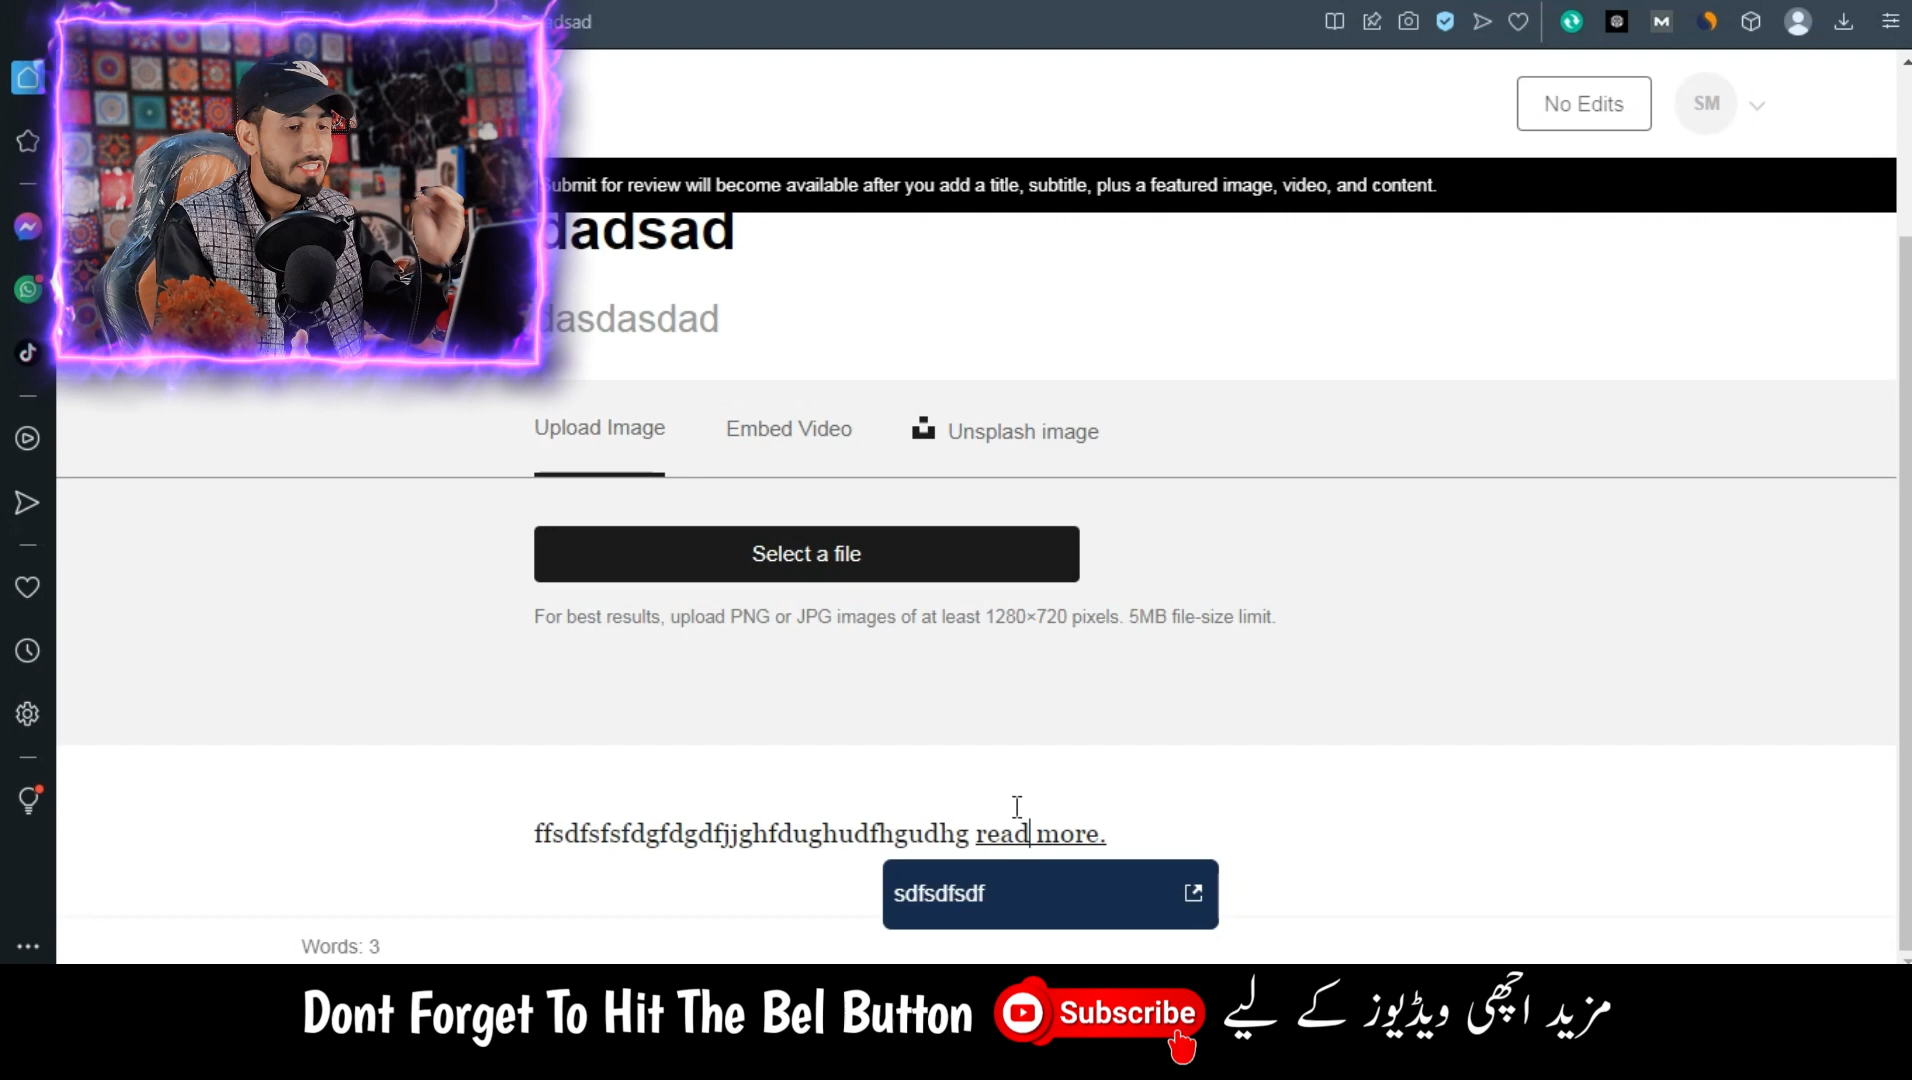 dsad
No Edits
SM
Submit for review will become available after you add a title, subtitle, plus a featured image, video, and content.
dadsad
dasdasdad
Upload Image
Embed Video
Unsplash image
Select a file
For best results, upload PNG or JPG images of at least 1280×720 pixels. 5MB file-size limit.
ffsdfsfsfdgfdgdfjjghfdughudfhgudhg read more.
sdfsdfsdf
Words: 3
Dont Forget To Hit The Bel Button
Subscribe
مزید اچھی ویڈیوز کے لیے